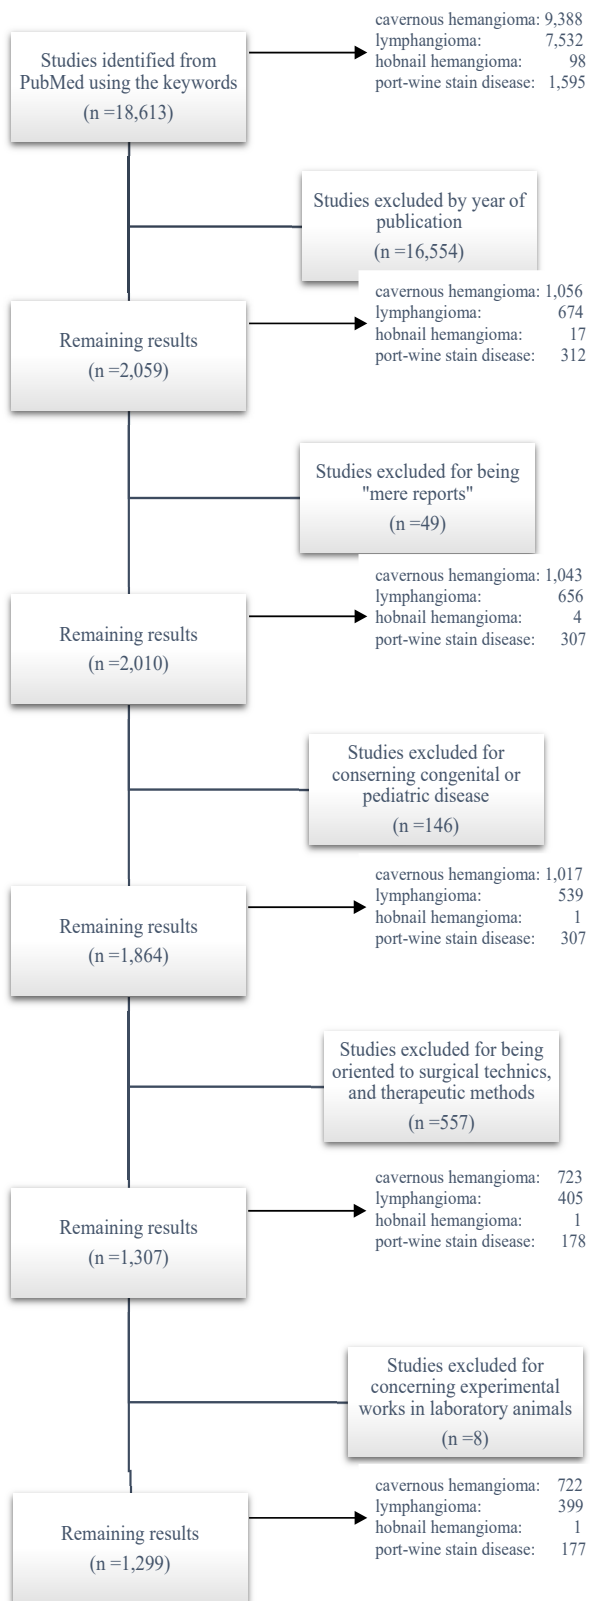 Studies identified from
PubMed using the keywords
(n =18,613)
cavernous hemangioma: 9,388
lymphangioma: 7,532
hobnail hemangioma: 98
port-wine stain disease: 1,595
Studies excluded by year of
publication
(n =16,554)
Remaining results
(n =2,059)
cavernous hemangioma: 1,056
lymphangioma: 674
hobnail hemangioma: 17
port-wine stain disease: 312
Studies excluded for being
"mere reports"
(n =49)
Remaining results
(n =2,010)
cavernous hemangioma: 1,043
lymphangioma: 656
hobnail hemangioma: 4
port-wine stain disease: 307
Studies excluded for
conserning congenital or
pediatric disease
(n =146)
Remaining results
(n =1,864)
cavernous hemangioma: 1,017
lymphangioma: 539
hobnail hemangioma: 1
port-wine stain disease: 307
Studies excluded for being
oriented to surgical technics,
and therapeutic methods
(n =557)
Remaining results
(n =1,307)
cavernous hemangioma: 723
lymphangioma: 405
hobnail hemangioma: 1
port-wine stain disease: 178
Studies excluded for
concerning experimental
works in laboratory animals
(n =8)
Remaining results
(n =1,299)
cavernous hemangioma: 722
lymphangioma: 399
hobnail hemangioma: 1
port-wine stain disease: 177